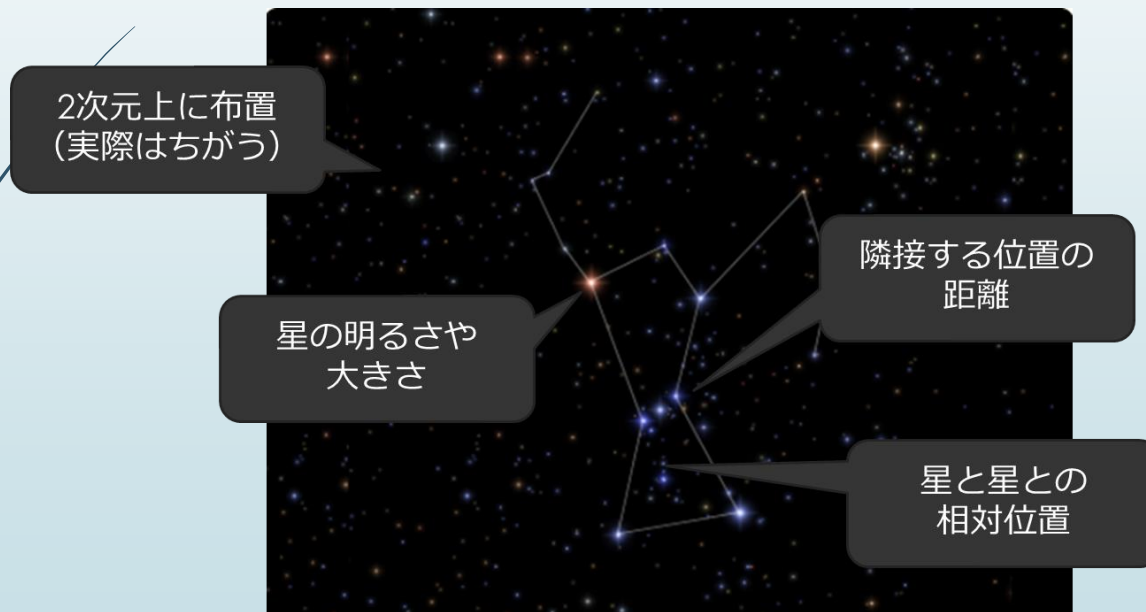 2次元上に布置
（実際はちがう）
星の明るさや
大きさ
隣接する位置の
距離
星と星との
相対位置